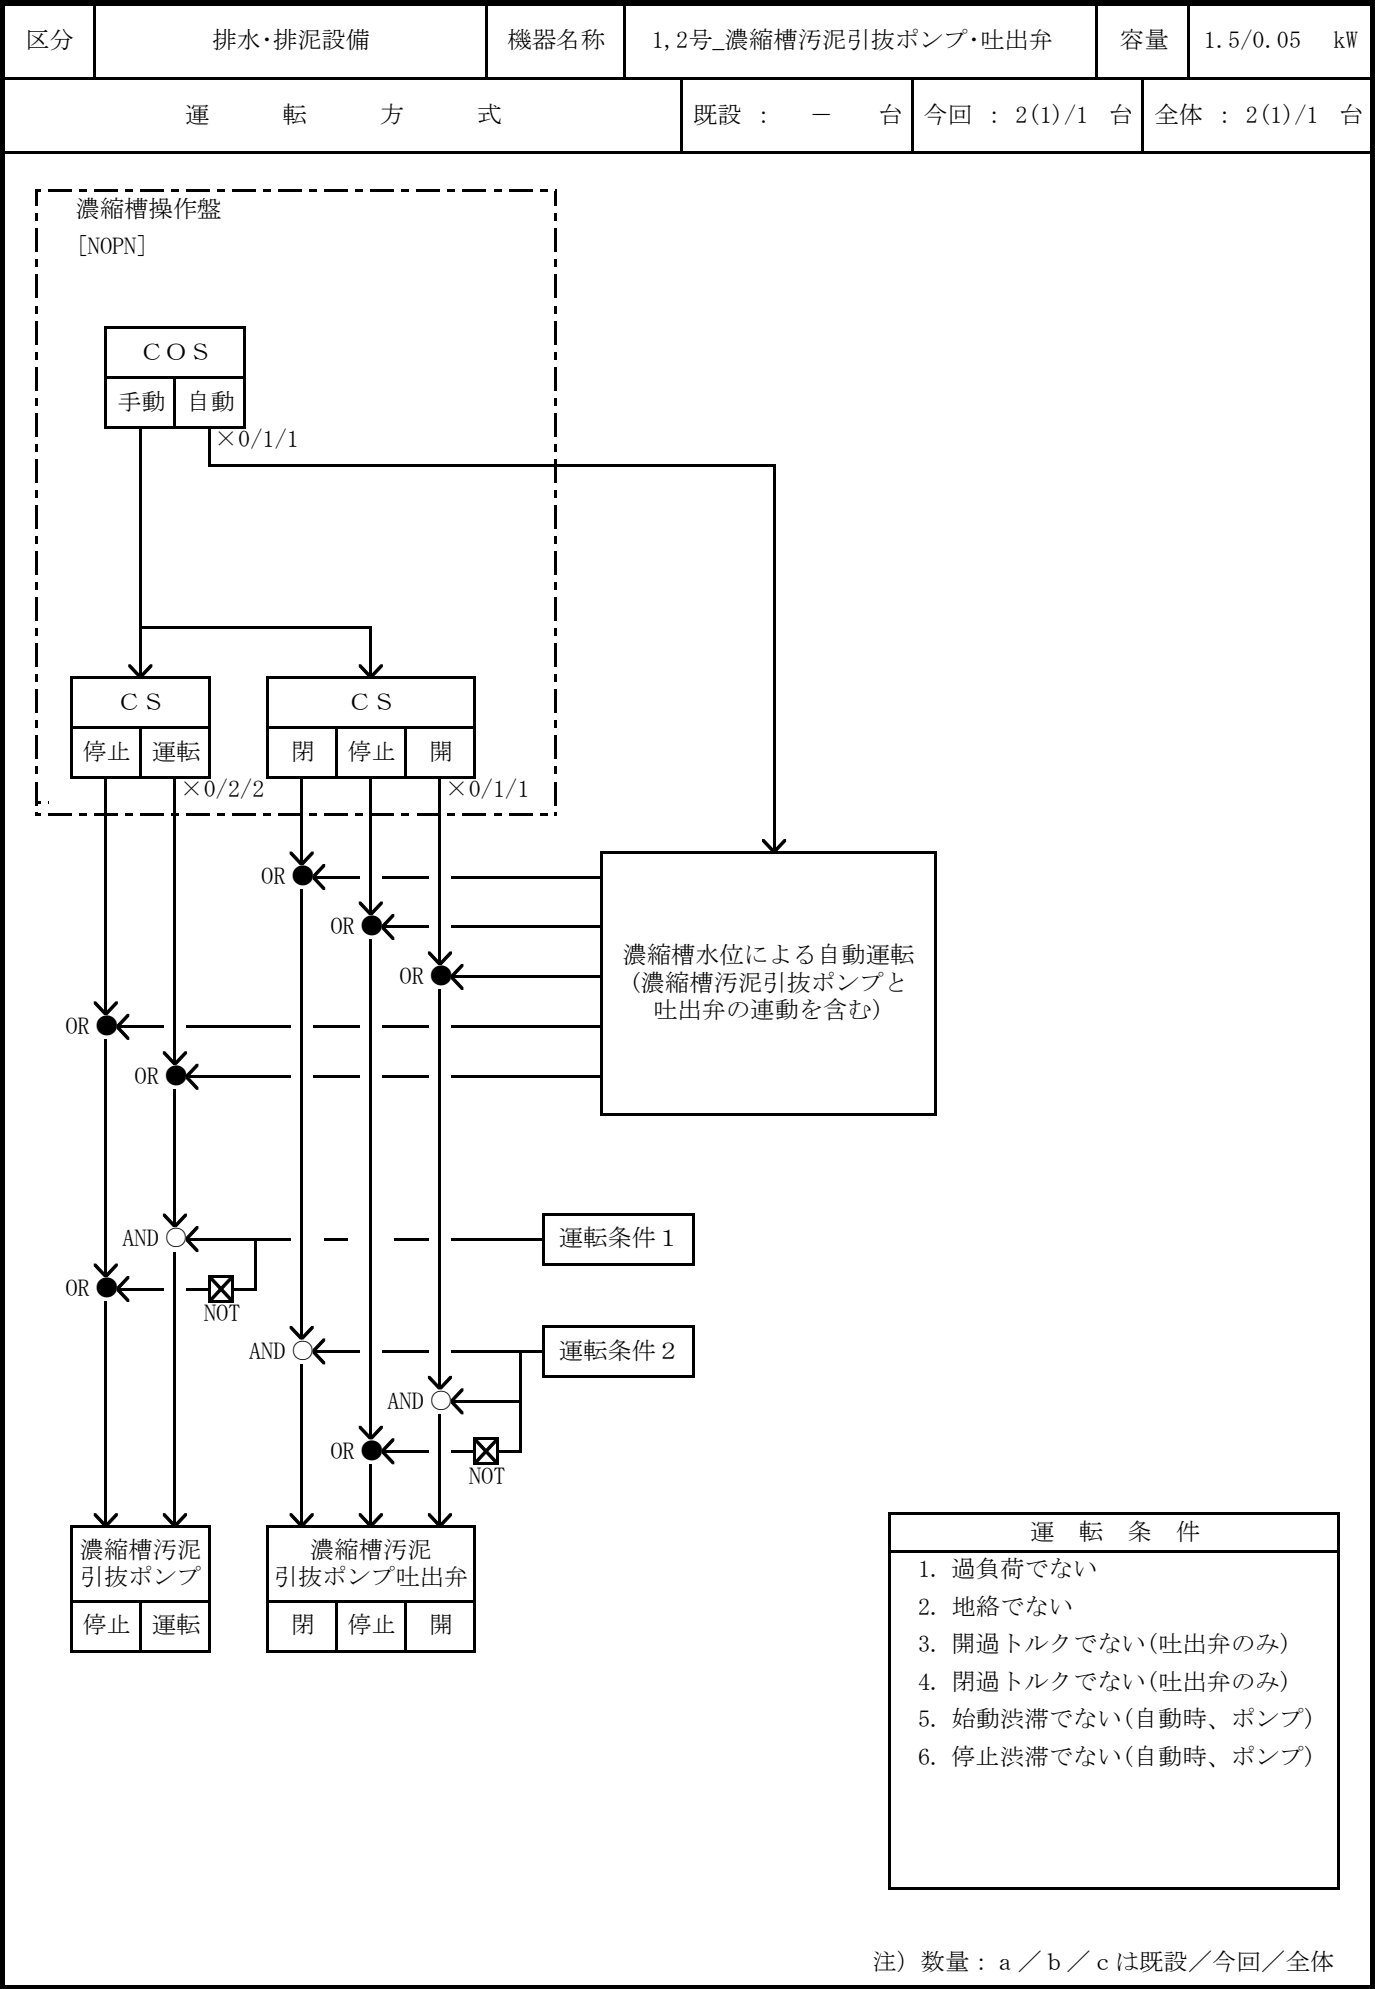 区分 排水・排泥設備 機器名称 1,2号_濃縮槽汚泥引抜ポンプ・吐出弁 容量 1.5/0.05 kW
運転方式 既設 : － 台 今回 : 2(1)/1 台 全体 : 2(1)/1 台
濃縮槽操作盤
[NOPN]
ＣＯＳ
手動 自動
×0/1/1
ＣＳ ＣＳ
停止 運転 閉 停止 開
×0/2/2 ×0/1/1
OR
OR
OR
OR
OR
濃縮槽水位による自動運転
(濃縮槽汚泥引抜ポンプと
吐出弁の連動を含む)
AND 運転条件１
OR
NOT
AND 運転条件２
AND
OR
NOT
濃縮槽汚泥
引抜ポンプ
停止 運転
濃縮槽汚泥
引抜ポンプ吐出弁
閉 停止 開
運転条件
1. 過負荷でない
2. 地絡でない
3. 開過トルクでない(吐出弁のみ)
4. 閉過トルクでない(吐出弁のみ)
5. 始動渋滞でない(自動時、ポンプ)
6. 停止渋滞でない(自動時、ポンプ)
注) 数量 : ａ／ｂ／ｃは既設／今回／全体